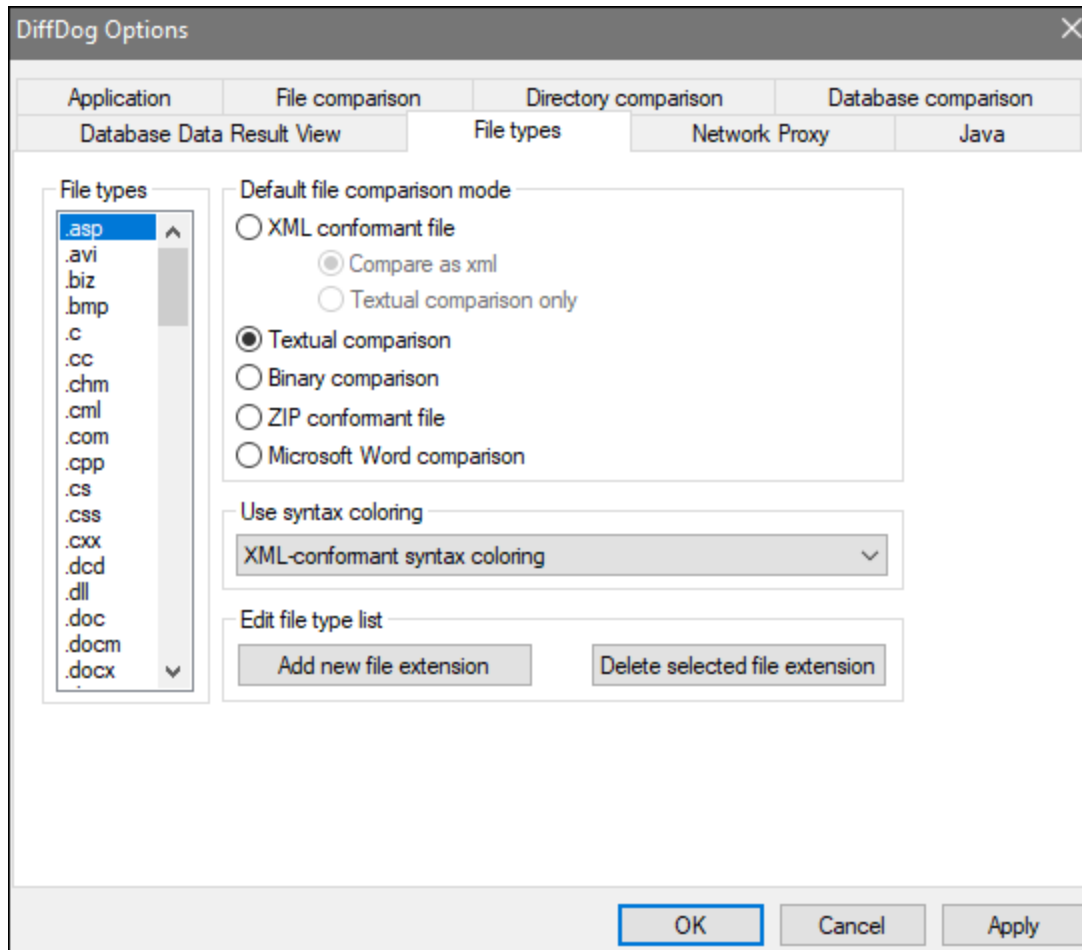 DiffDog Options
Application File comparison Directory comparison Database comparison
Database Data Result View File types Network Proxy Java
File types
.asp
.avi
.biz
.bmp
.c
.cc
.chm
.cml
.com
.cpp
.cs
.css
.cxx
.dcd
.dll
.doc
.docm
.docx
Default file comparison mode
XML conformant file
Compare as xml
Textual comparison only
Textual comparison
Binary comparison
ZIP conformant file
Microsoft Word comparison
Use syntax coloring
XML-conformant syntax coloring
Edit file type list
Add new file extension Delete selected file extension
OK Cancel Apply